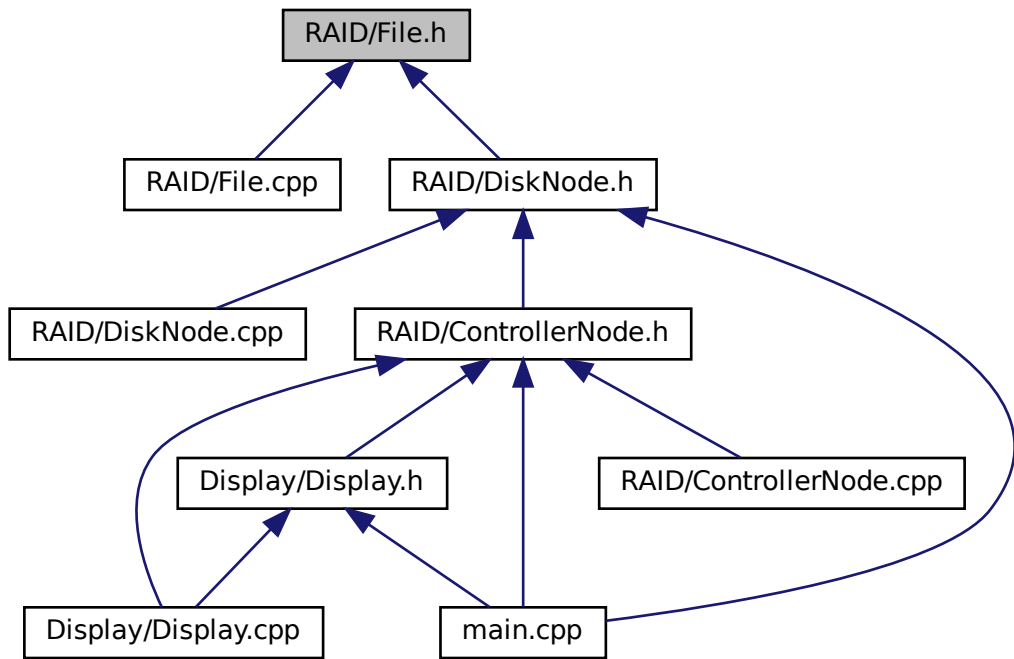 RAID/File.h
RAID/File.cpp
RAID/DiskNode.h
RAID/DiskNode.cpp
RAID/ControllerNode.h
Display/Display.h
RAID/ControllerNode.cpp
Display/Display.cpp
main.cpp